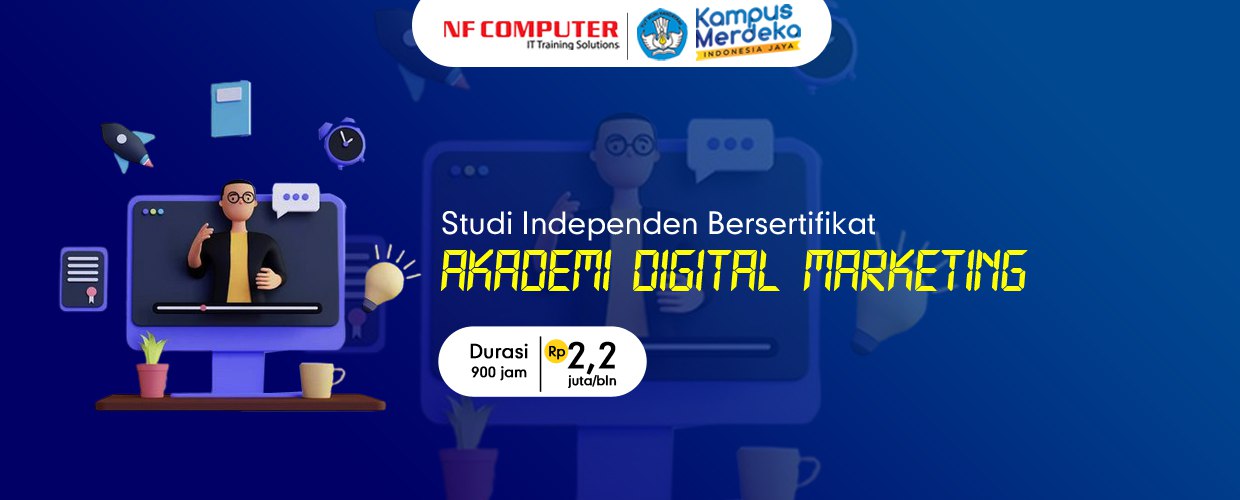 NF COMPUTER
IT Training Solutions
Kampus
Merdeka
INDONESIA JAYA
Studi Independen Bersertifikat
AKADEMI DIGITAL MARKETING
Durasi
900 jam
Rp 2,2
juta/bln